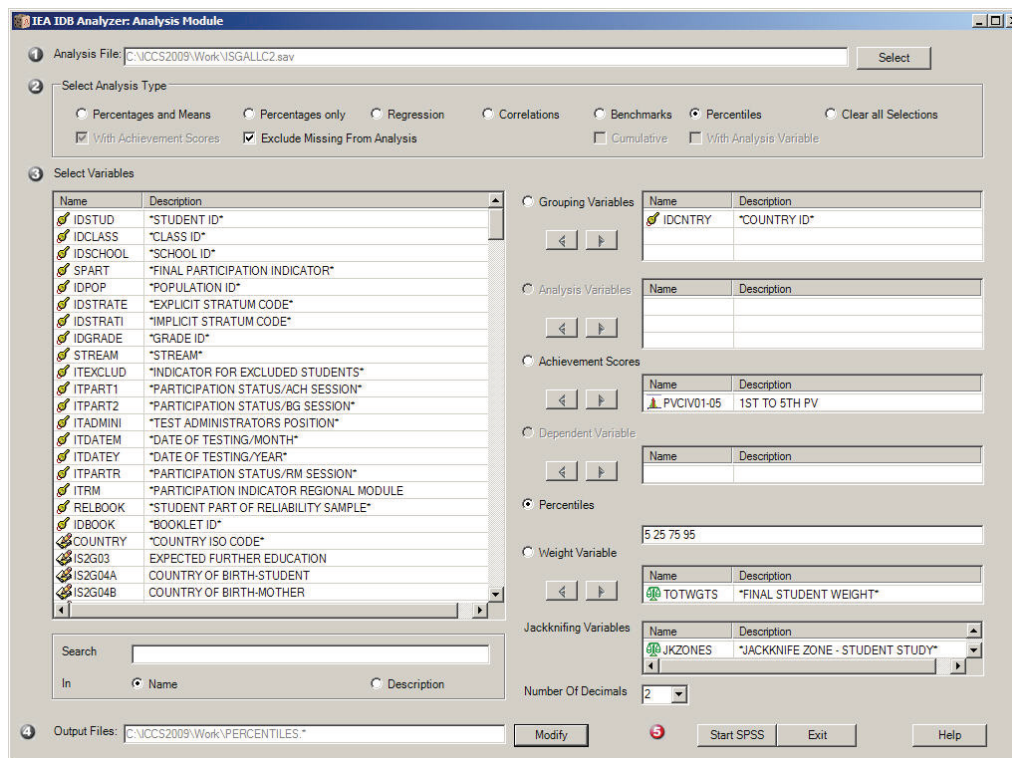 IEA IDB Analyzer: Analysis Module
1 Analysis File: C:\ICCS2009\Work\ISGALLC2.sav Select
2 Select Analysis Type
Percentages and Means Percentages only Regression Correlations Benchmarks Percentiles Clear all Selections
With Achievement Scores Exclude Missing From Analysis Cumulative With Analysis Variable
3 Select Variables
Name Description
IDSTUD *STUDENT ID*
IDCLASS *CLASS ID*
IDSCHOOL *SCHOOL ID*
SPART *FINAL PARTICIPATION INDICATOR*
IDPOP *POPULATION ID*
IDSTRATE *EXPLICIT STRATUM CODE*
IDSTRATI *IMPLICIT STRATUM CODE*
IDGRADE *GRADE ID*
STREAM *STREAM*
ITEXCLUD *INDICATOR FOR EXCLUDED STUDENTS*
ITPART1 *PARTICIPATION STATUS/ACH SESSION*
ITPART2 *PARTICIPATION STATUS/BG SESSION*
ITADMINI *TEST ADMINISTRATORS POSITION*
ITDATEM *DATE OF TESTING/MONTH*
ITDATEY *DATE OF TESTING/YEAR*
ITPARTR *PARTICIPATION STATUS/RM SESSION*
ITRM *PARTICIPATION INDICATOR REGIONAL MODULE
RELBOOK *STUDENT PART OF RELIABILITY SAMPLE*
IDBOOK *BOOKLET ID*
COUNTRY *COUNTRY ISO CODE*
IS2G03 EXPECTED FURTHER EDUCATION
IS2G04A COUNTRY OF BIRTH-STUDENT
IS2G04B COUNTRY OF BIRTH-MOTHER
Search
In Name Description
Grouping Variables
Name Description
IDCNTRY *COUNTRY ID*
Analysis Variables
Name Description
Achievement Scores
Name Description
PVCIV01-05 1ST TO 5TH PV
Dependent Variable
Name Description
Percentiles
5 25 75 95
Weight Variable
Name Description
TOTWGTS *FINAL STUDENT WEIGHT*
Jackknifing Variables
Name Description
JKZONES *JACKKNIFE ZONE - STUDENT STUDY*
Number Of Decimals 2
4 Output Files: C:\ICCS2009\Work\PERCENTILES.* Modify 5 Start SPSS Exit Help